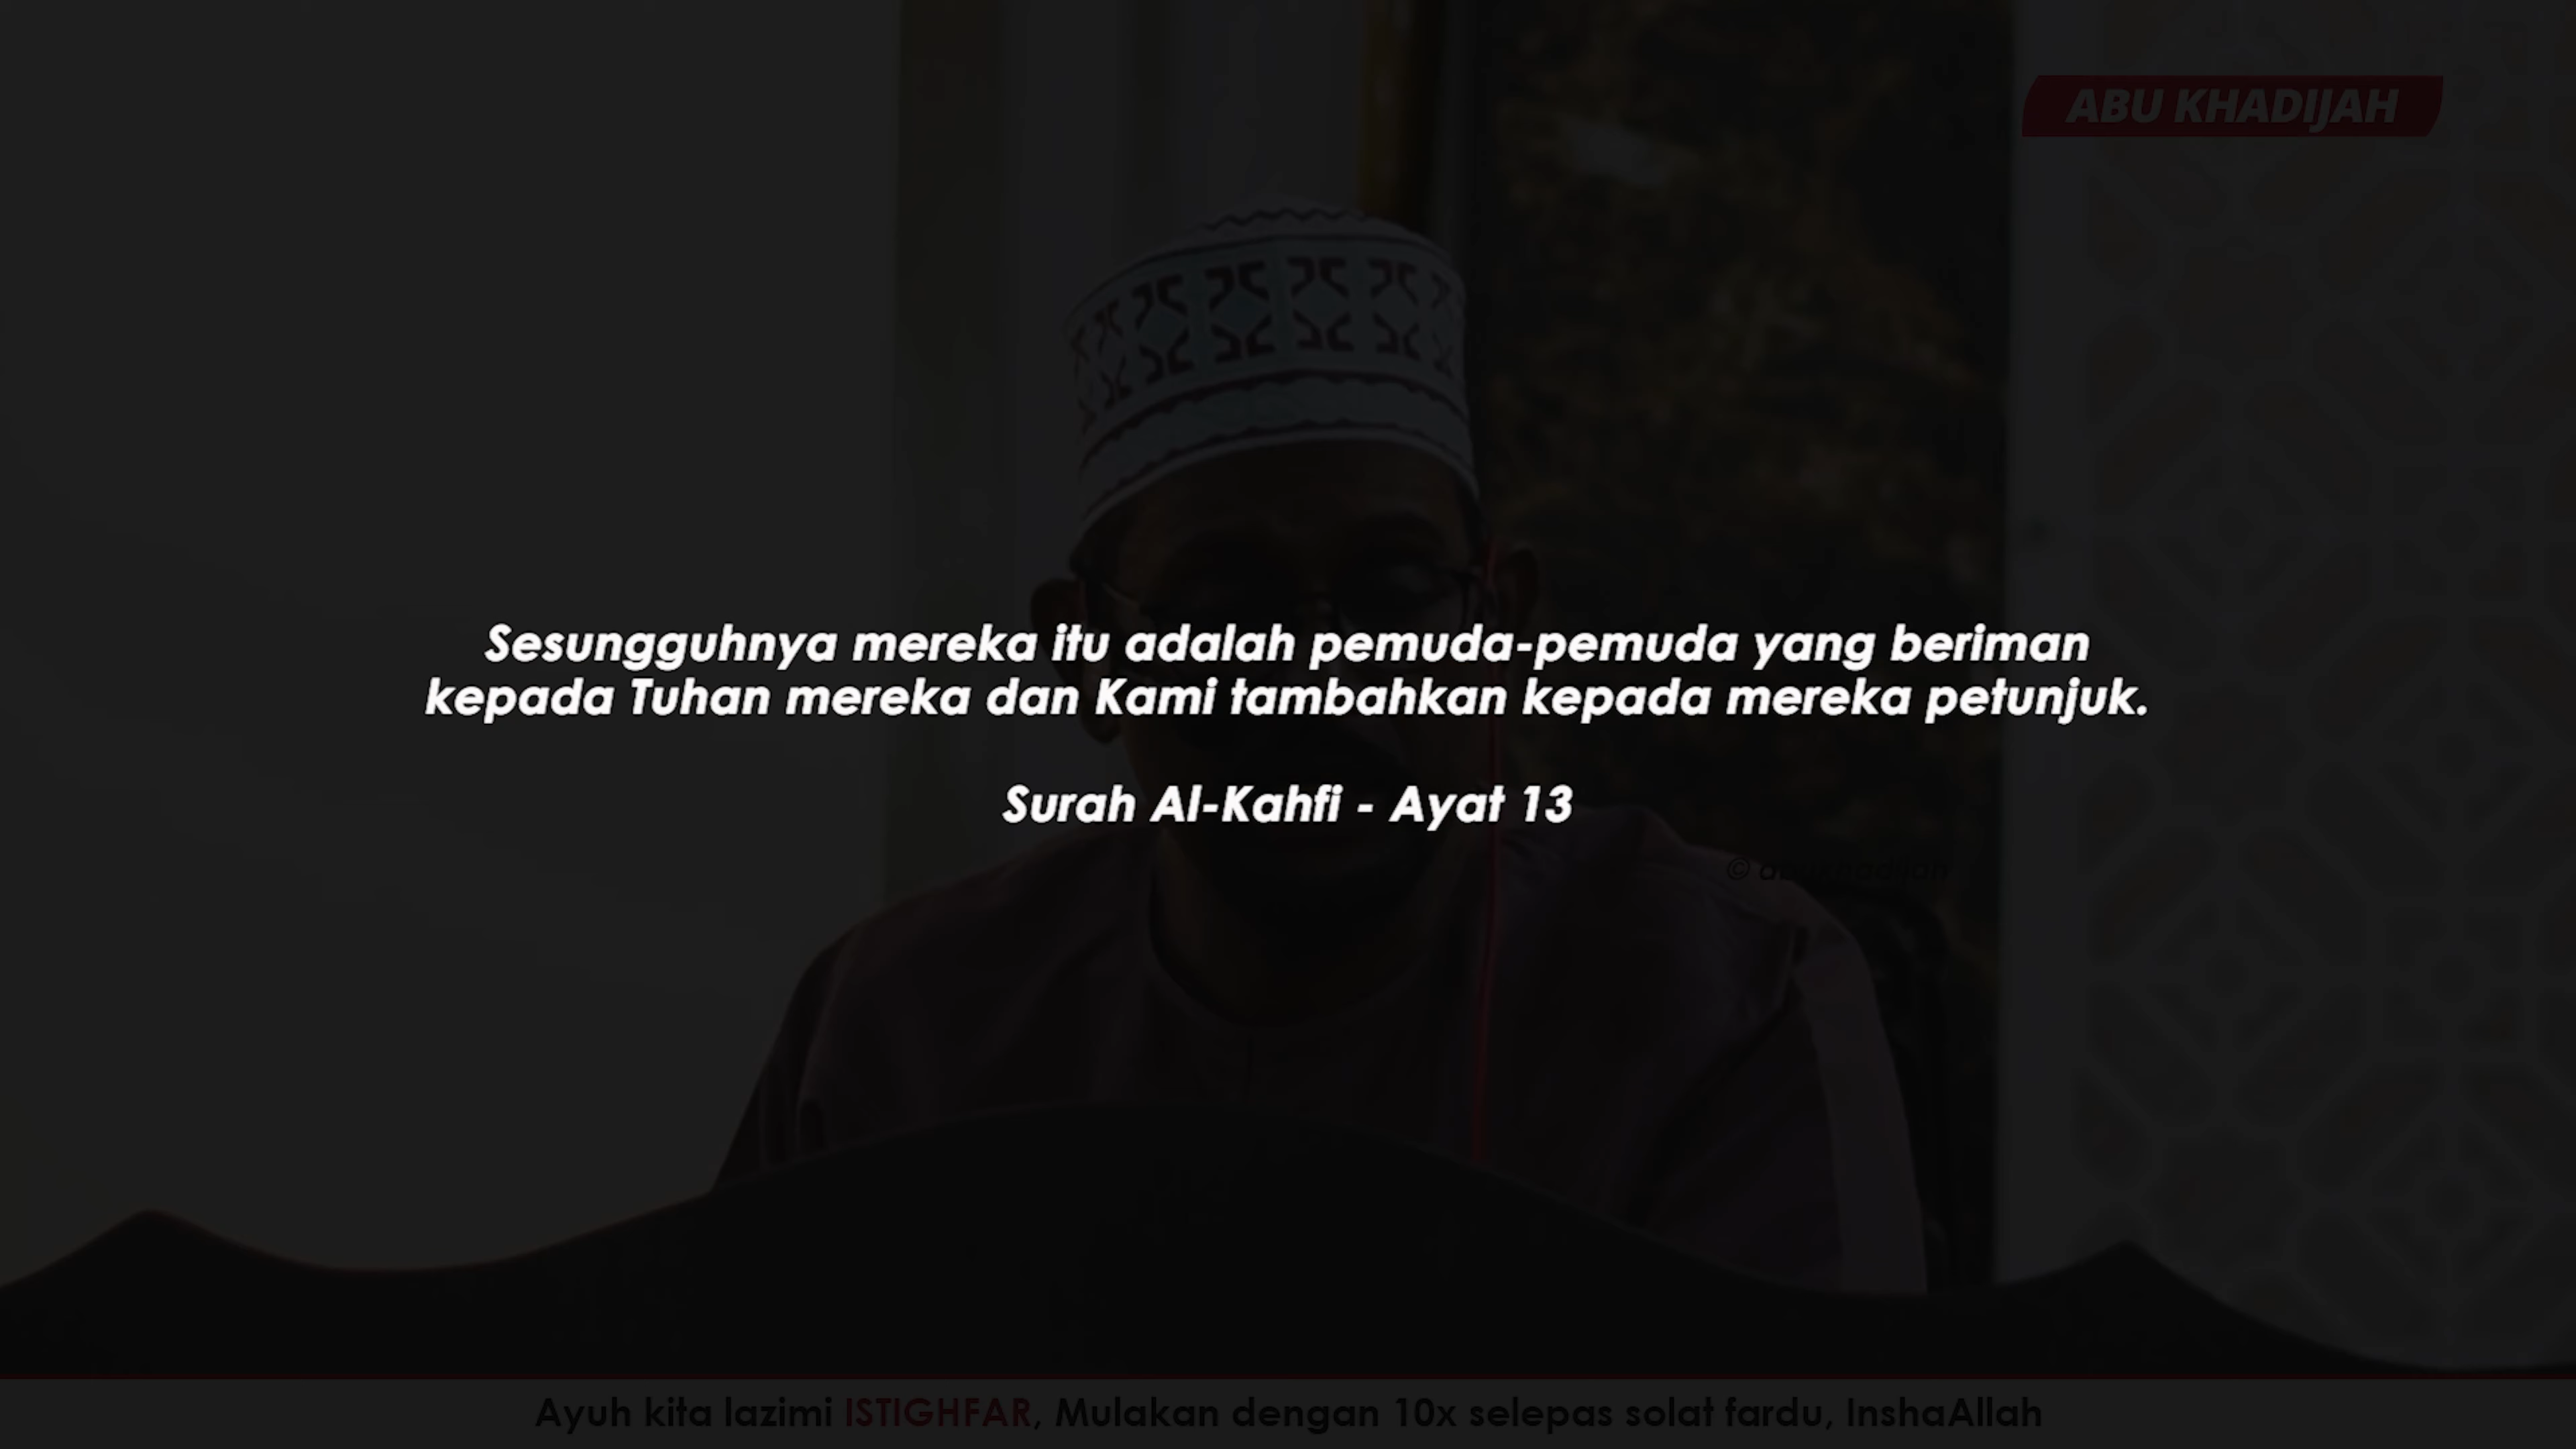 ABU KHADIJAH
Sesungguhnya mereka itu adalah pemuda-pemuda yang beriman
kepada Tuhan mereka dan Kami tambahkan kepada mereka petunjuk.
Surah Al-Kahfi - Ayat 13
© abukhadijah
Ayuh kita lazimi ISTIGHFAR, Mulakan dengan 10x selepas solat fardu, InshaAllah